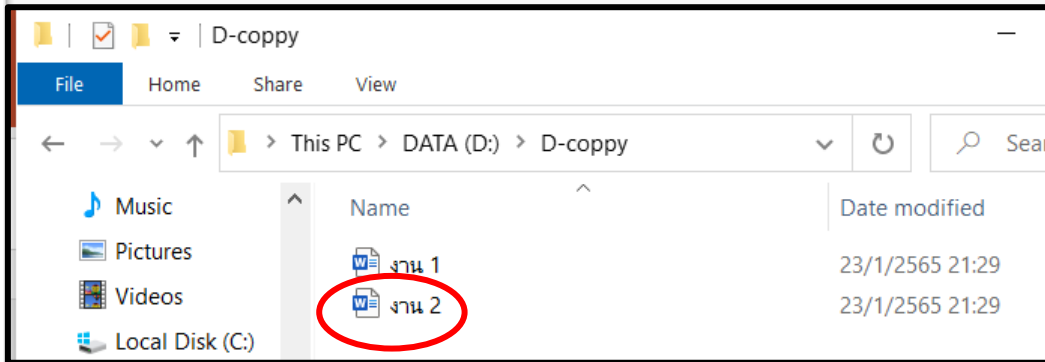 D-coppy
File Home Share View
This PC > DATA (D:) > D-coppy Sear
Music
Pictures
Videos
Local Disk (C:)
Name Date modified
งาน 1 23/1/2565 21:29
งาน 2 23/1/2565 21:29